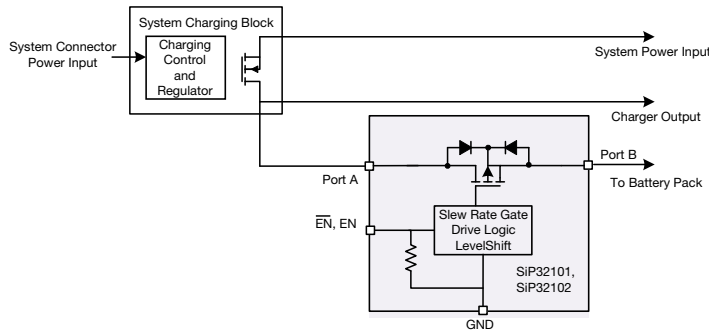 System Charging Block
System Connector
Power Input
Charging
Control
and
Regulator
System Power Input
Charger Output
Port A
Port B
To Battery Pack
EN, EN
Slew Rate Gate
Drive Logic
LevelShift
SiP32101,
SiP32102
GND